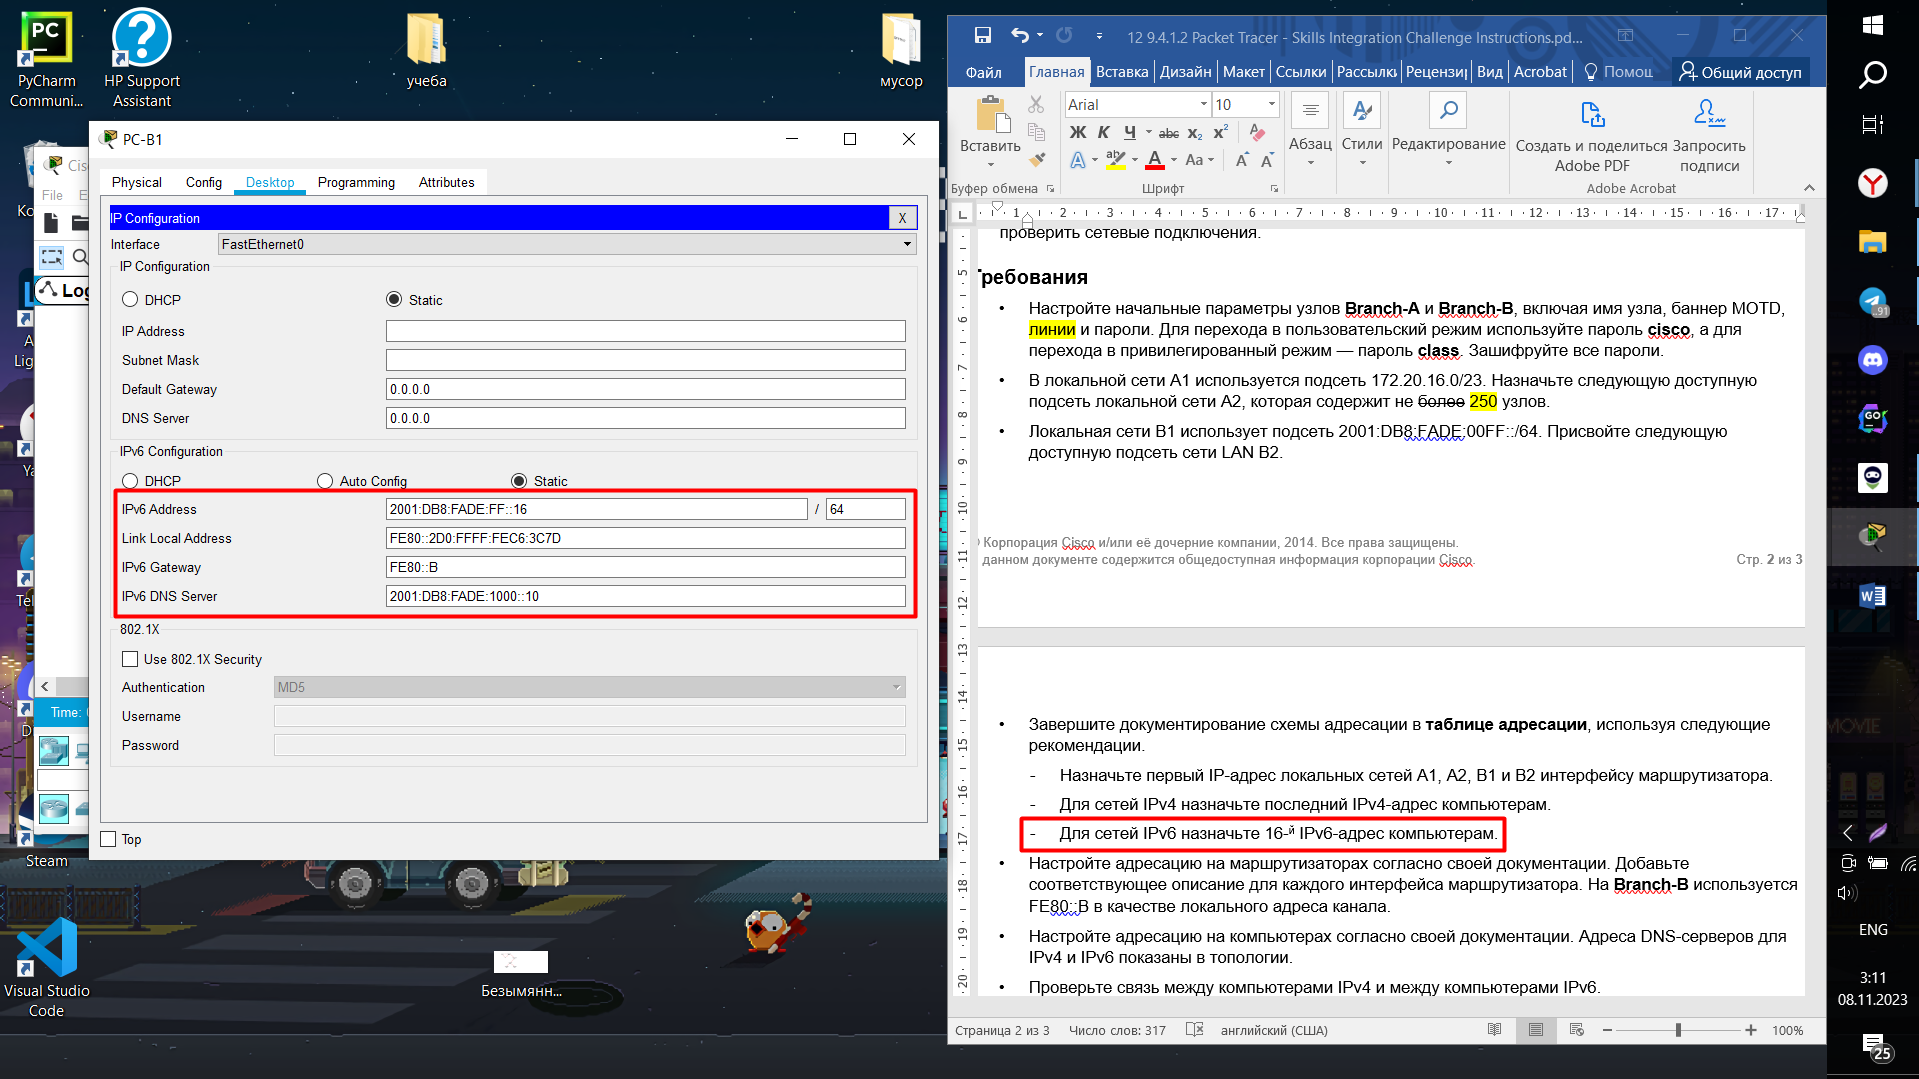 PyCharm
Communi...
HP Support
Assistant
учеба
мусор
PC-B1
Physical
Config
Desktop
Programming
Attributes
IP Configuration
X
Interface
FastEthernet0
IP Configuration
DHCP
Static
IP Address
Subnet Mask
Default Gateway
0.0.0.0
DNS Server
0.0.0.0
IPv6 Configuration
DHCP
Auto Config
Static
IPv6 Address
2001:DB8:FADE:FF::16
/
64
Link Local Address
FE80::2D0:FFFF:FEC6:3C7D
IPv6 Gateway
FE80::B
IPv6 DNS Server
2001:DB8:FADE:1000::10
802.1X
Use 802.1X Security
Authentication
MD5
Username
Password
Top
File
Time:
Steam
Visual Studio
Code
Безымянн...
12 9.4.1.2 Packet Tracer - Skills Integration Challenge Instructions.pd...
Файл
Главная
Вставка
Дизайн
Макет
Ссылки
Рассылки
Рецензир
Вид
Acrobat
Помощ
Общий доступ
Arial
10
Вставить
Абзац
Стили
Редактирование
Создать и поделиться
Adobe PDF
Запросить
подписи
Буфер обмена
Шрифт
Adobe Acrobat
проверить сетевые подключения.
Требования
• Настройте начальные параметры узлов Branch-A и Branch-B, включая имя узла, баннер MOTD,
линии и пароли. Для перехода в пользовательский режим используйте пароль cisco, а для
перехода в привилегированный режим — пароль class. Зашифруйте все пароли.
• В локальной сети A1 используется подсеть 172.20.16.0/23. Назначьте следующую доступную
подсеть локальной сети A2, которая содержит не более 250 узлов.
• Локальная сети B1 использует подсеть 2001:DB8:FADE:00FF::/64. Присвойте следующую
доступную подсеть сети LAN B2.
Корпорация Cisco и/или её дочерние компании, 2014. Все права защищены.
данном документе содержится общедоступная информация корпорации Cisco.
Стр. 2 из 3
• Завершите документирование схемы адресации в таблице адресации, используя следующие
рекомендации.
- Назначьте первый IP-адрес локальных сетей A1, A2, B1 и B2 интерфейсу маршрутизатора.
- Для сетей IPv4 назначьте последний IPv4-адрес компьютерам.
- Для сетей IPv6 назначьте 16-й IPv6-адрес компьютерам.
• Настройте адресацию на маршрутизаторах согласно своей документации. Добавьте
соответствующее описание для каждого интерфейса маршрутизатора. На Branch-B используется
FE80::B в качестве локального адреса канала.
• Настройте адресацию на компьютерах согласно своей документации. Адреса DNS-серверов для
IPv4 и IPv6 показаны в топологии.
• Проверьте связь между компьютерами IPv4 и между компьютерами IPv6.
Страница 2 из 3
Число слов: 317
английский (США)
100%
ENG
3:11
08.11.2023
25